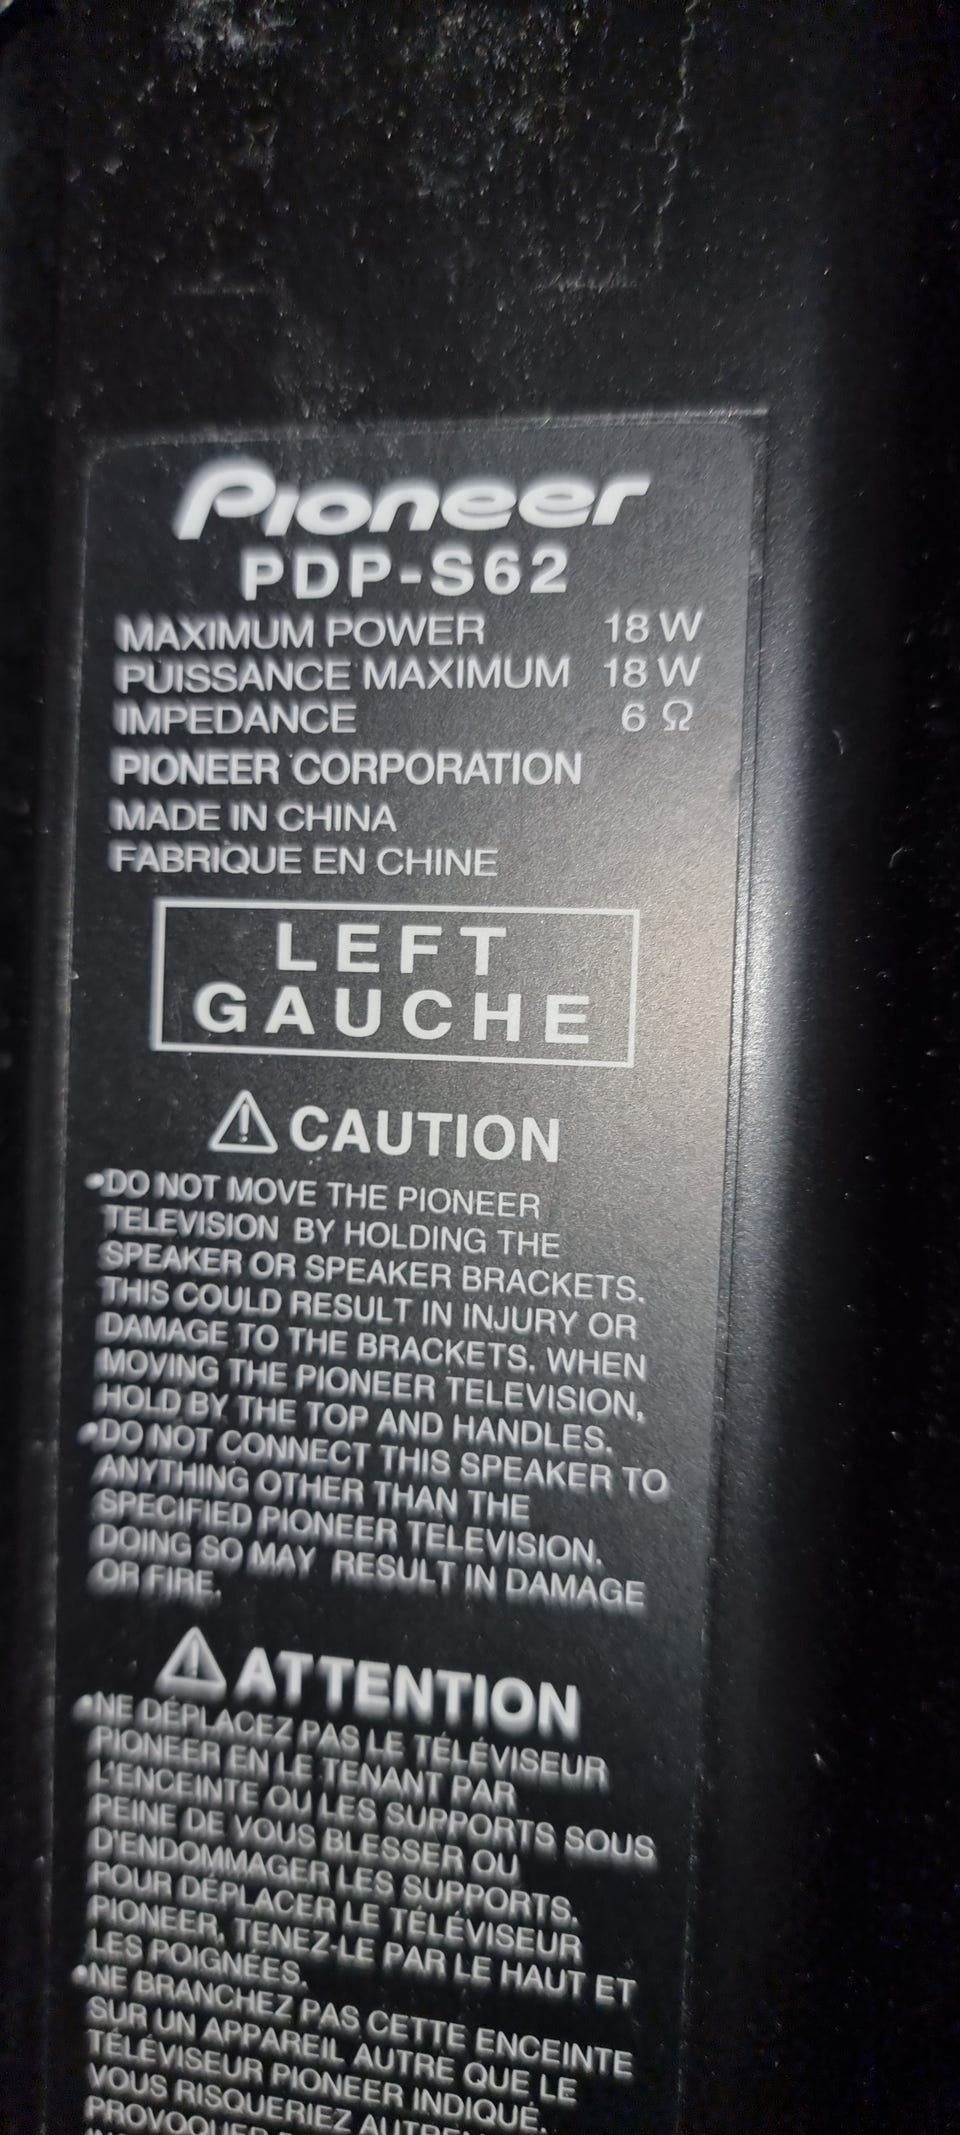 Pioneer
PDP-S62
MAXIMUM POWER 18 W
PUISSANCE MAXIMUM 18 W
IMPEDANCE 6 Ω
PIONEER CORPORATION
MADE IN CHINA
FABRIQUE EN CHINE
LEFT
GAUCHE
⚠ CAUTION
•DO NOT MOVE THE PIONEER
TELEVISION BY HOLDING THE
SPEAKER OR SPEAKER BRACKETS.
THIS COULD RESULT IN INJURY OR
DAMAGE TO THE BRACKETS. WHEN
MOVING THE PIONEER TELEVISION,
HOLD BY THE TOP AND HANDLES.
•DO NOT CONNECT THIS SPEAKER TO
ANYTHING OTHER THAN THE
SPECIFIED PIONEER TELEVISION.
DOING SO MAY RESULT IN DAMAGE
OR FIRE.
⚠ ATTENTION
•NE DÉPLACEZ PAS LE TÉLÉVISEUR
PIONEER EN LE TENANT PAR
L'ENCEINTE OU LES SUPPORTS SOUS
PEINE DE VOUS BLESSER OU
D'ENDOMMAGER LES SUPPORTS.
POUR DÉPLACER LE TÉLÉVISEUR
PIONEER, TENEZ-LE PAR LE HAUT ET
LES POIGNÉES.
•NE BRANCHEZ PAS CETTE ENCEINTE
SUR UN APPAREIL AUTRE QUE LE
TÉLÉVISEUR PIONEER INDIQUÉ.
VOUS RISQUERIEZ